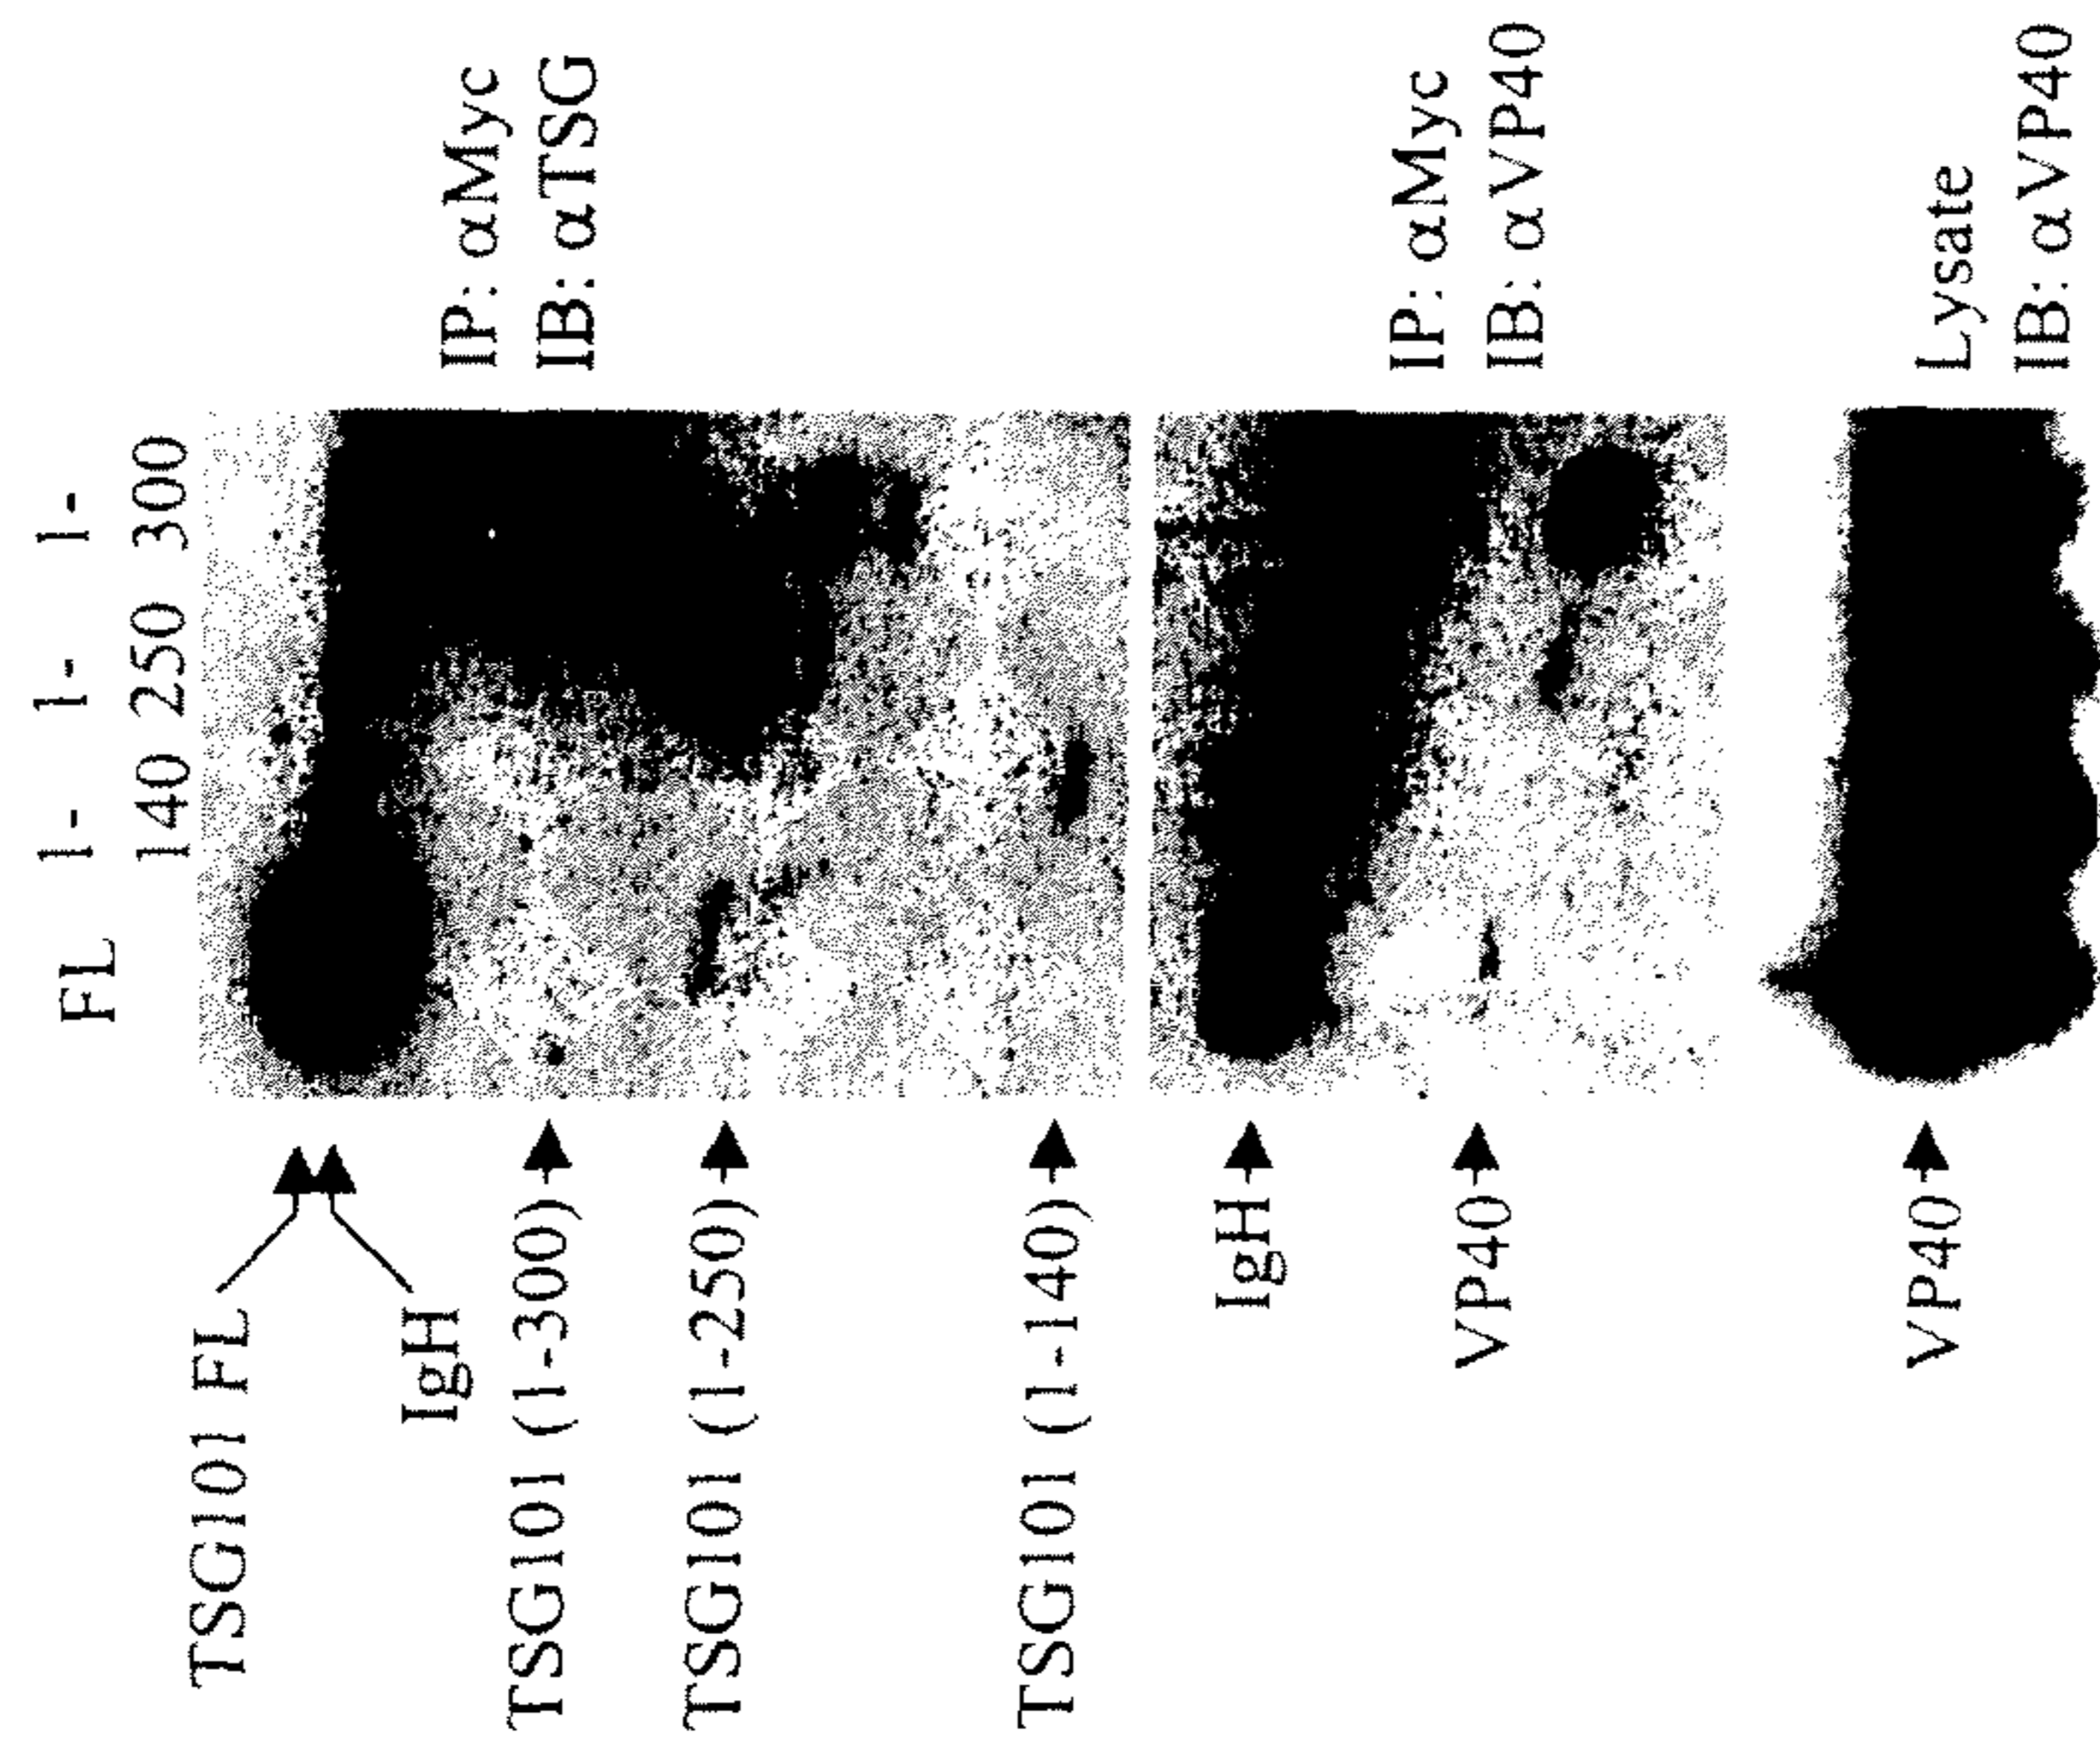 FL 1- 1- 1-
140 250 300
TSG101 FL
IgH
TSG101 (1-300)
TSG101 (1-250)
TSG101 (1-140)
IP: αMyc
IB: αTSG
IgH
VP40
IP: αMyc
IB: αVP40
VP40
Lysate
IB: αVP40